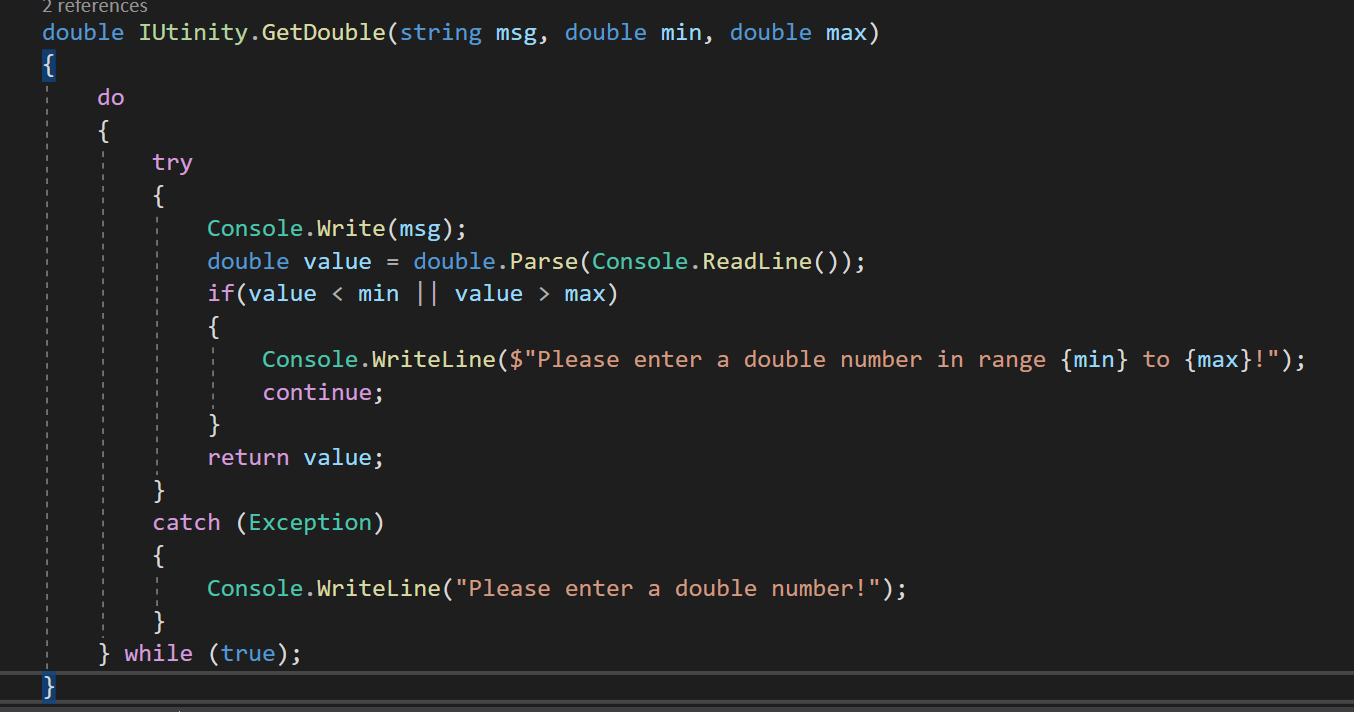 2 references
double IUtinity.GetDouble(string msg, double min, double max)
{
do
{
try
{
Console.Write(msg);
double value = double.Parse(Console.ReadLine());
if(value < min || value > max)
{
Console.WriteLine($"Please enter a double number in range {min} to {max}!");
continue;
}
return value;
}
catch (Exception)
{
Console.WriteLine("Please enter a double number!");
}
} while (true);
}